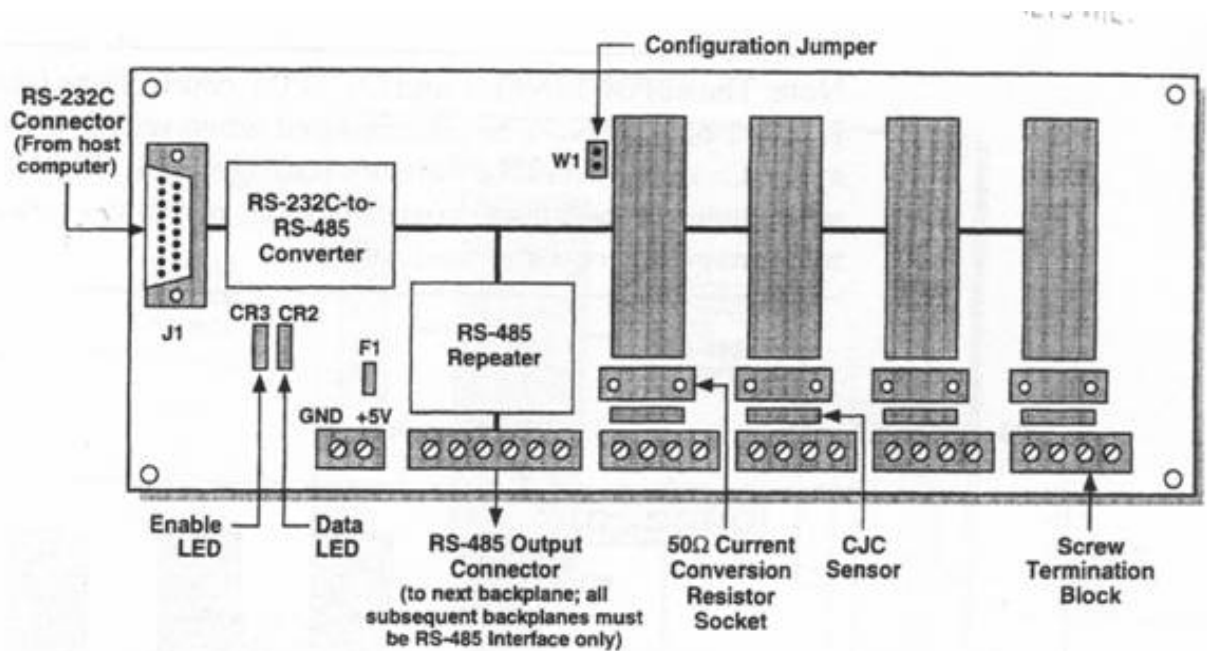 Configuration Jumper
RS-232C
Connector
(From host
computer)
W1
RS-232C-to-
RS-485
Converter
J1
CR3 CR2
F1
RS-485
Repeater
GND +5V
Enable
LED
Data
LED
RS-485 Output
Connector
(to next backplane; all
subsequent backplanes must
be RS-485 Interface only)
50Ω Current
Conversion
Resistor
Socket
CJC
Sensor
Screw
Termination
Block